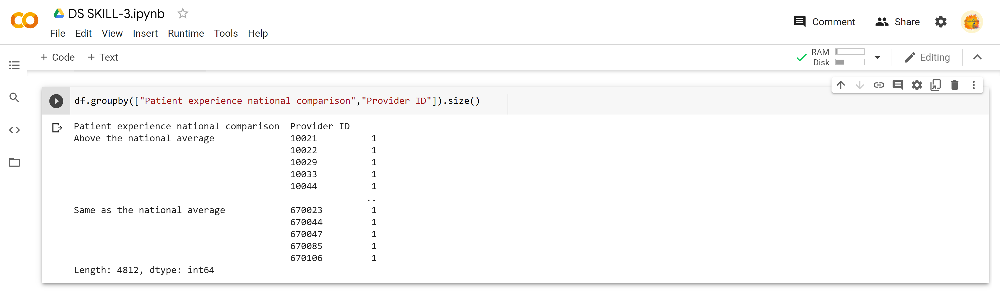 DS SKILL-3.ipynb
File Edit View Insert Runtime Tools Help
Comment
Share
+ Code + Text
RAM
Disk
Editing
df.groupby(["Patient experience national comparison","Provider ID"]).size()
Patient experience national comparison  Provider ID
Above the national average              10021          1
                                        10022          1
                                        10029          1
                                        10033          1
                                        10044          1
                                                      ..
Same as the national average            670023         1
                                        670044         1
                                        670047         1
                                        670085         1
                                        670106         1
Length: 4812, dtype: int64